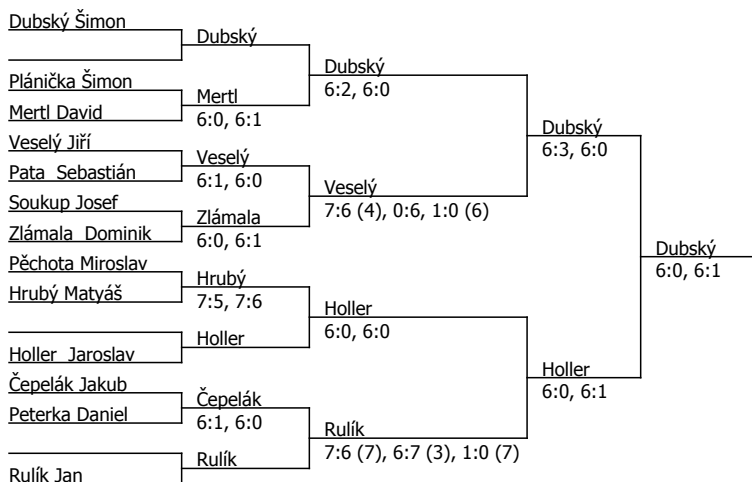 Dubský Šimon
Dubský
Dubský
6:2, 6:0
Plánička Šimon
Mertl
6:0, 6:1
Mertl David
Dubský
6:3, 6:0
Veselý Jiří
Veselý
6:1, 6:0
Pata Sebastián
Veselý
7:6 (4), 0:6, 1:0 (6)
Soukup Josef
Zlámala
6:0, 6:1
Zlámala Dominik
Dubský
6:0, 6:1
Pěchota Miroslav
Hrubý
7:5, 7:6
Hrubý Matyáš
Holler
6:0, 6:0
Holler
Holler Jaroslav
Holler
6:0, 6:1
Čepelák Jakub
Čepelák
6:1, 6:0
Peterka Daniel
Rulík
7:6 (7), 6:7 (3), 1:0 (7)
Rulík
Rulík Jan